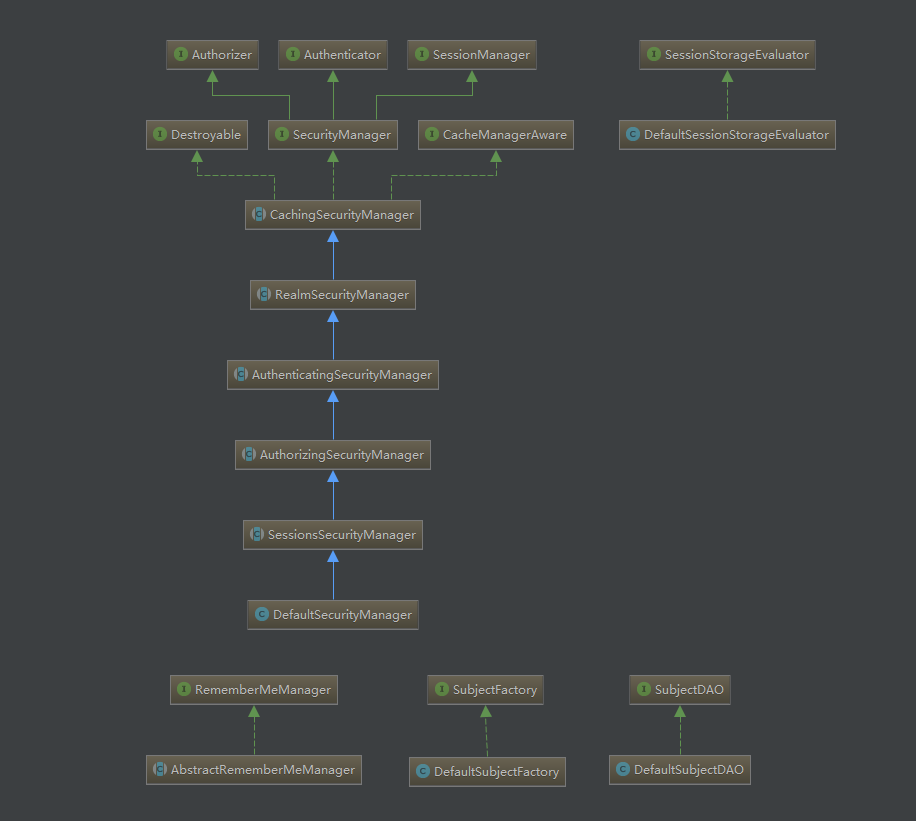 Authorizer
Authenticator
SessionManager
SessionStorageEvaluator
Destroyable
SecurityManager
CacheManagerAware
DefaultSessionStorageEvaluator
CachingSecurityManager
RealmSecurityManager
AuthenticatingSecurityManager
AuthorizingSecurityManager
SessionsSecurityManager
DefaultSecurityManager
RememberMeManager
SubjectFactory
SubjectDAO
AbstractRememberMeManager
DefaultSubjectFactory
DefaultSubjectDAO